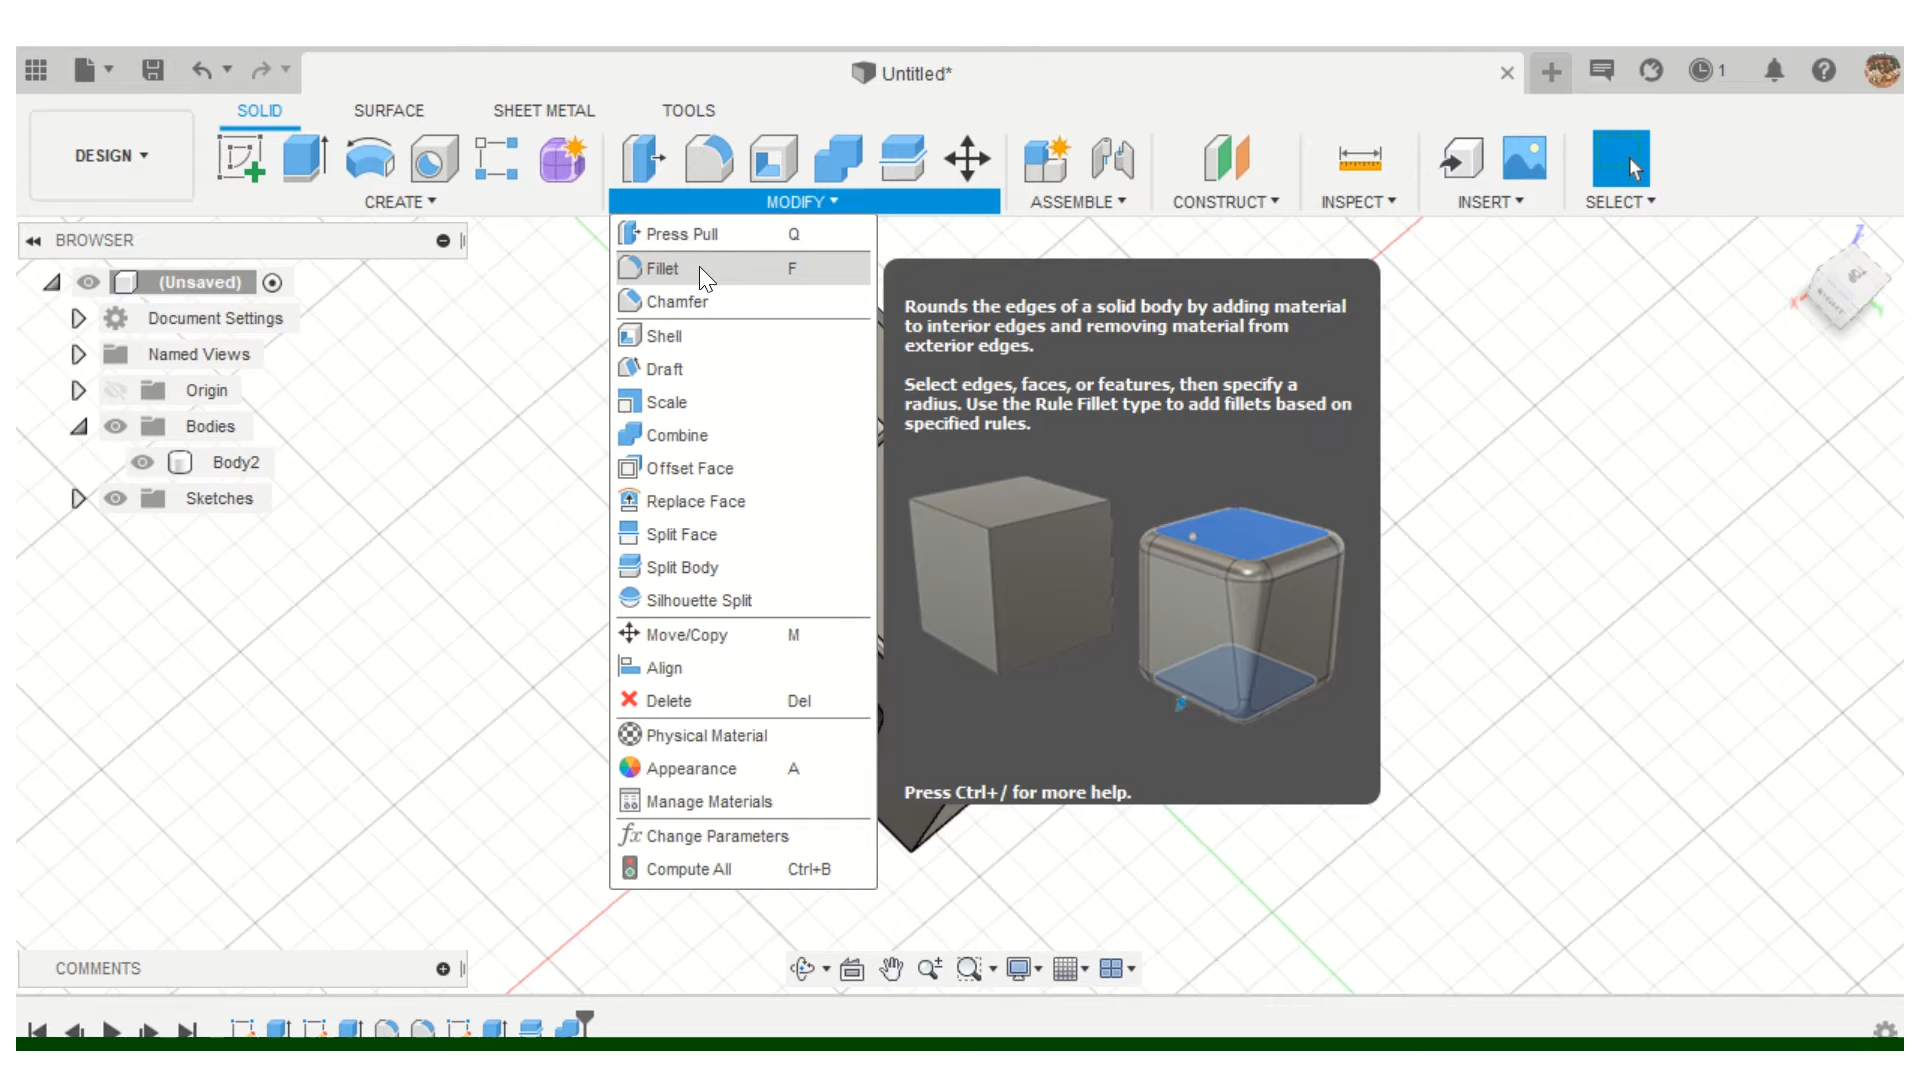 Untitled*
1
SOLID
SURFACE
SHEET METAL
TOOLS
DESIGN
CREATE
MODIFY
ASSEMBLE
CONSTRUCT
INSPECT
INSERT
SELECT
BROWSER
(Unsaved)
Document Settings
Named Views
Origin
Bodies
Body2
Sketches
Press Pull Q
Fillet F
Chamfer
Shell
Draft
Scale
Combine
Offset Face
Replace Face
Split Face
Split Body
Silhouette Split
Move/Copy M
Align
Delete Del
Physical Material
Appearance A
Manage Materials
fx Change Parameters
Compute All Ctrl+B
Rounds the edges of a solid body by adding material
to interior edges and removing material from
exterior edges.
Select edges, faces, or features, then specify a
radius. Use the Rule Fillet type to add fillets based on
specified rules.
Press Ctrl+/ for more help.
Z
X
COMMENTS